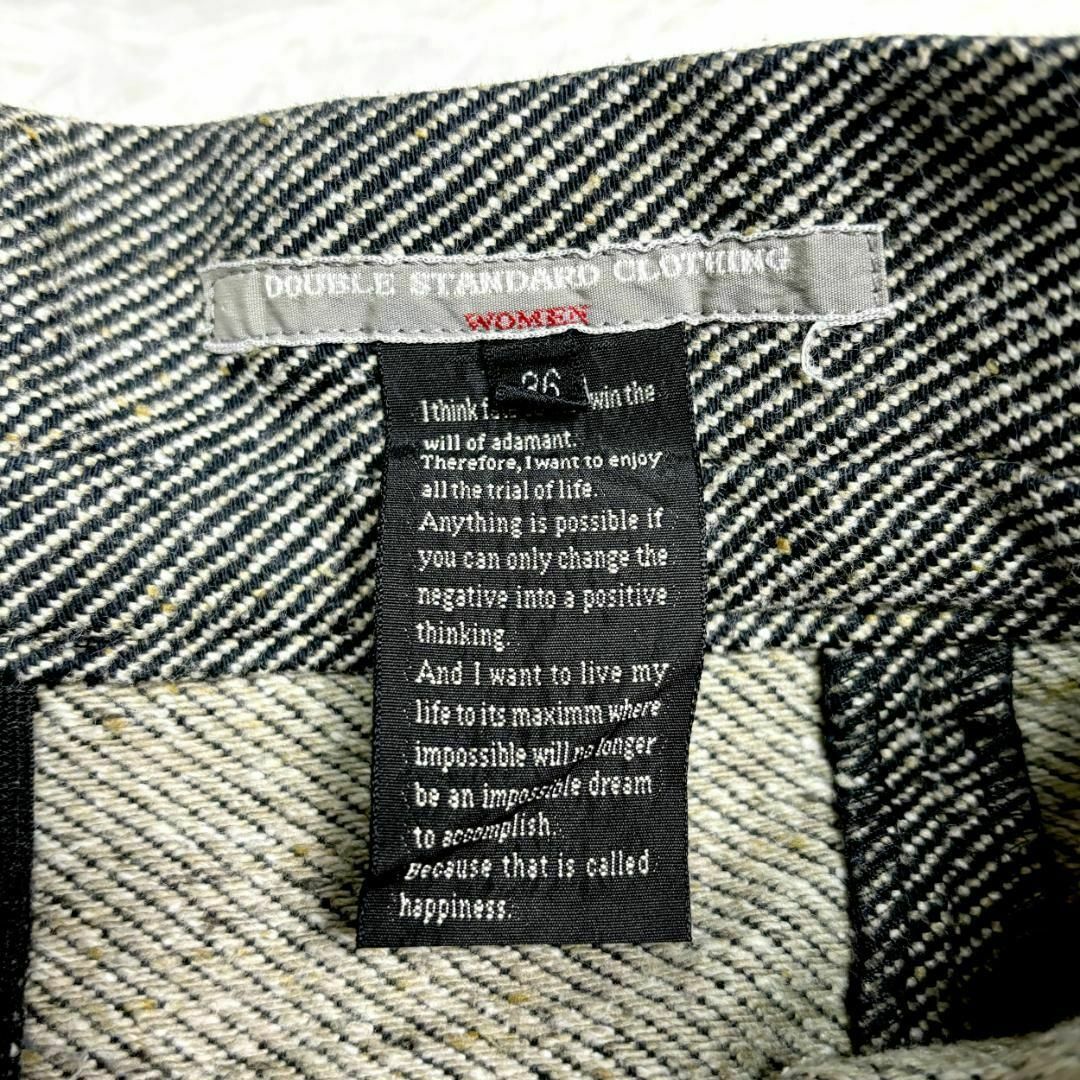 DOUBLE STANDARD CLOTHING
WOMEN
36
I think win the
will of adamant.
Therefore, I want to enjoy
all the trial of life.
Anything is possible if
you can only change the
negative into a positive
thinking.
And I want to live my
life to its maximm where
impossible will no longer
be an impossible dream
to accomplish.
Because that is called
happiness.